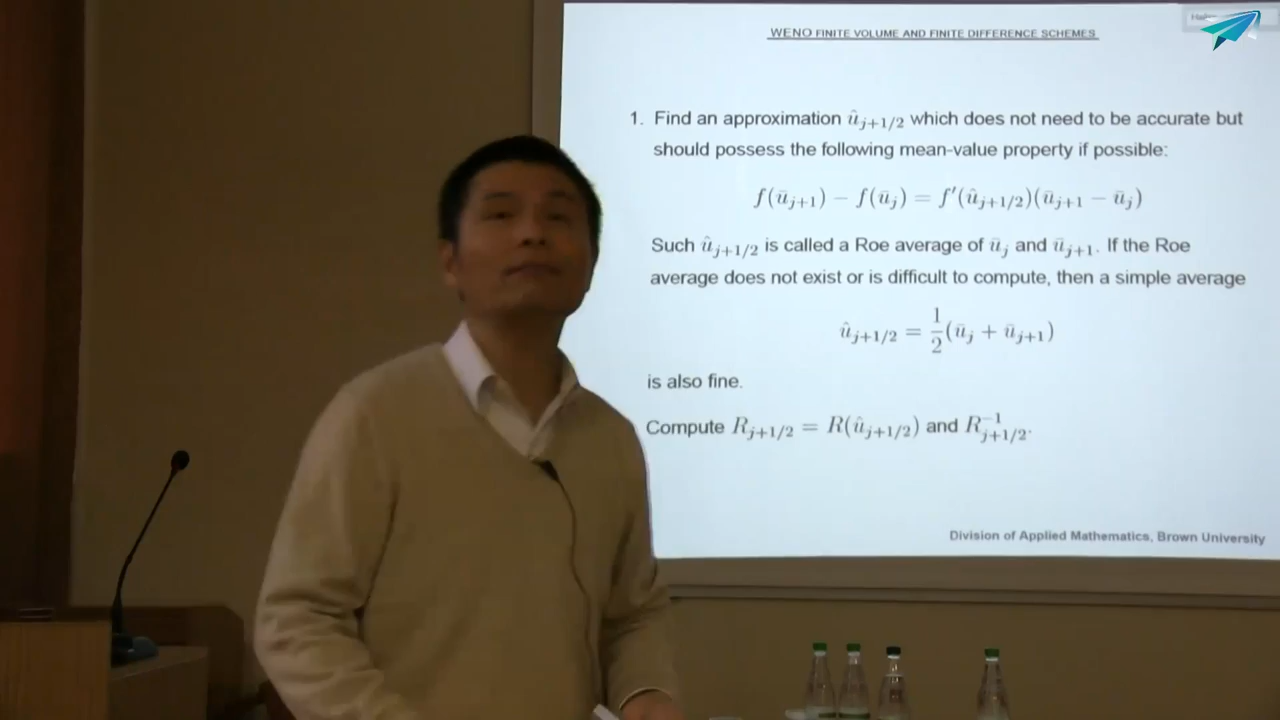 WENO FINITE VOLUME AND FINITE DIFFERENCE SCHEMES
1. Find an approximation û_{j+1/2} which does not need to be accurate but
should possess the following mean-value property if possible:
f(ū_{j+1}) − f(ū_j) = f′(û_{j+1/2})(ū_{j+1} − ū_j)
Such û_{j+1/2} is called a Roe average of ū_j and ū_{j+1}. If the Roe
average does not exist or is difficult to compute, then a simple average
û_{j+1/2} = \frac{1}{2}(ū_j + ū_{j+1})
is also fine.
Compute R_{j+1/2} = R(û_{j+1/2}) and R^{-1}_{j+1/2}.
Division of Applied Mathematics, Brown University